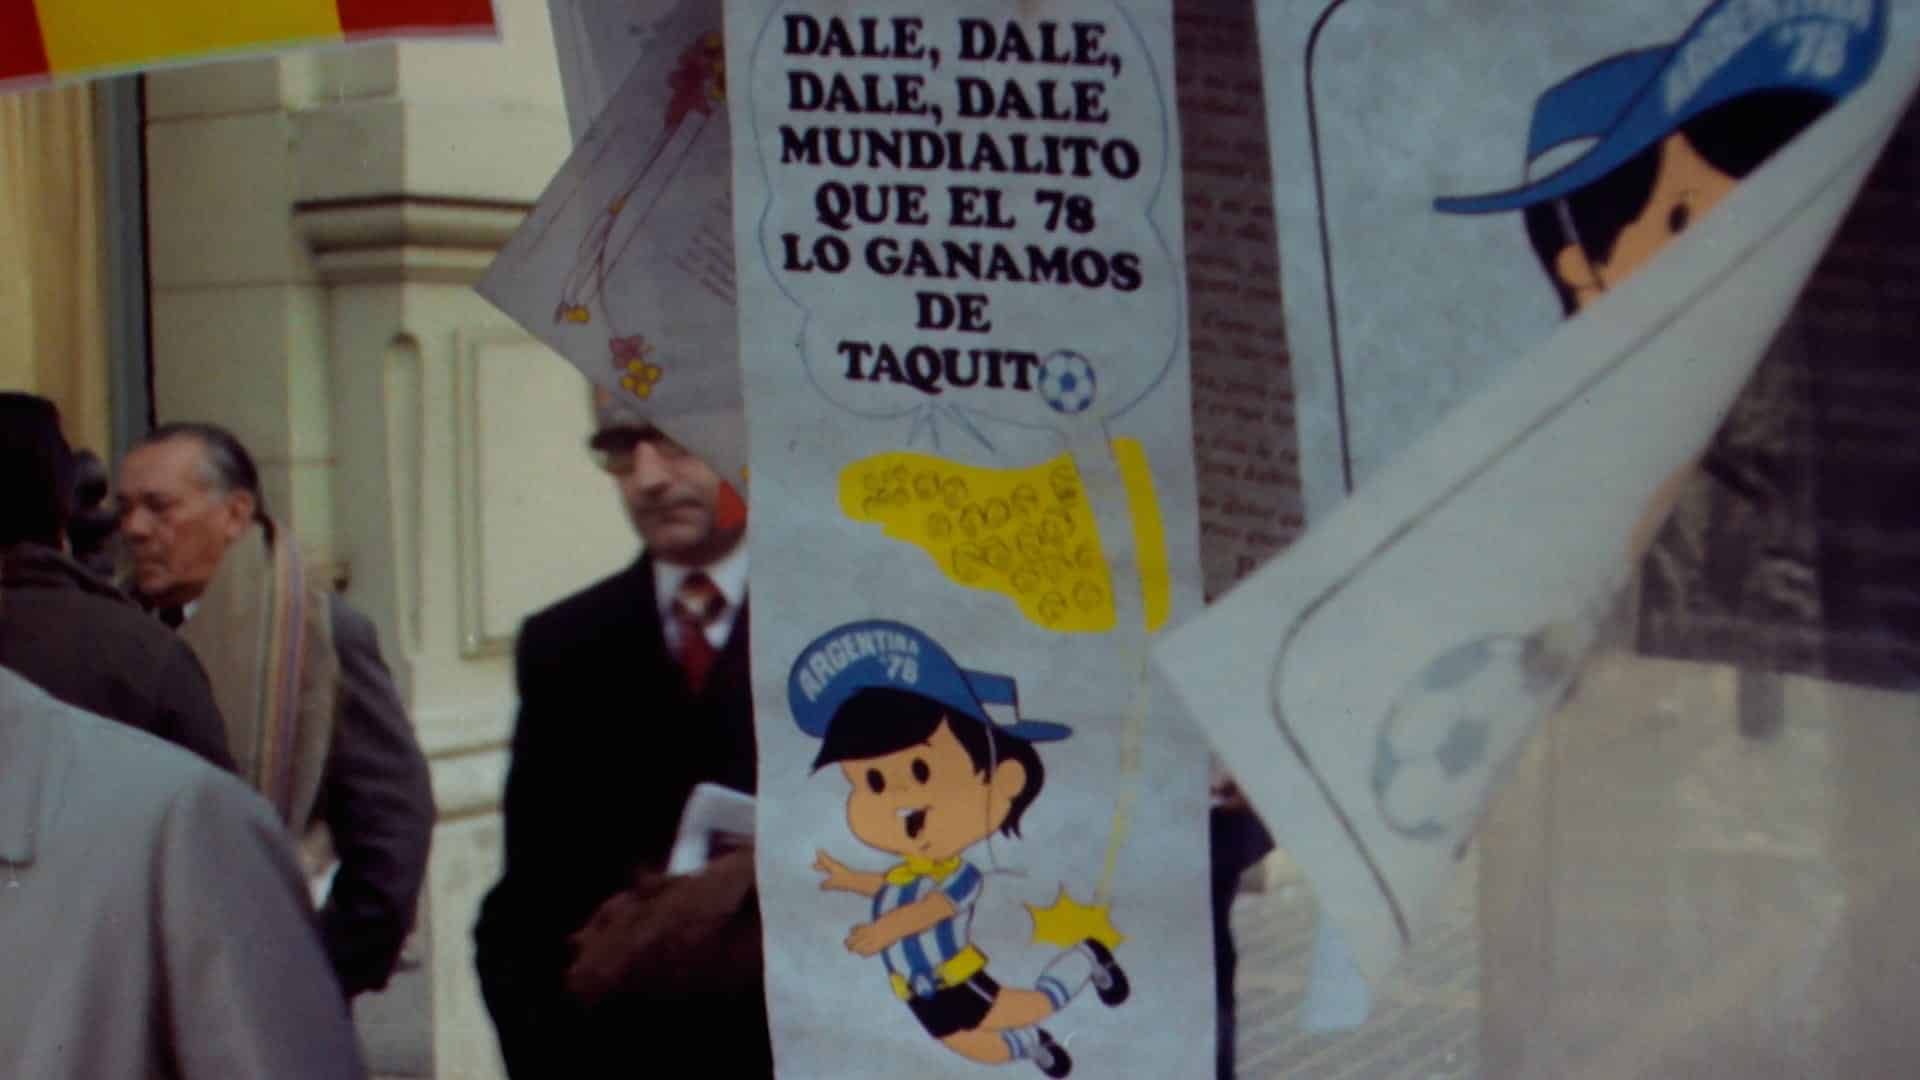 DALE, DALE,
DALE, DALE
MUNDIALITO
QUE EL 78
LO GANAMOS
DE
TAQUITO
ARGENTINA
'78
ARGENTINA
'78